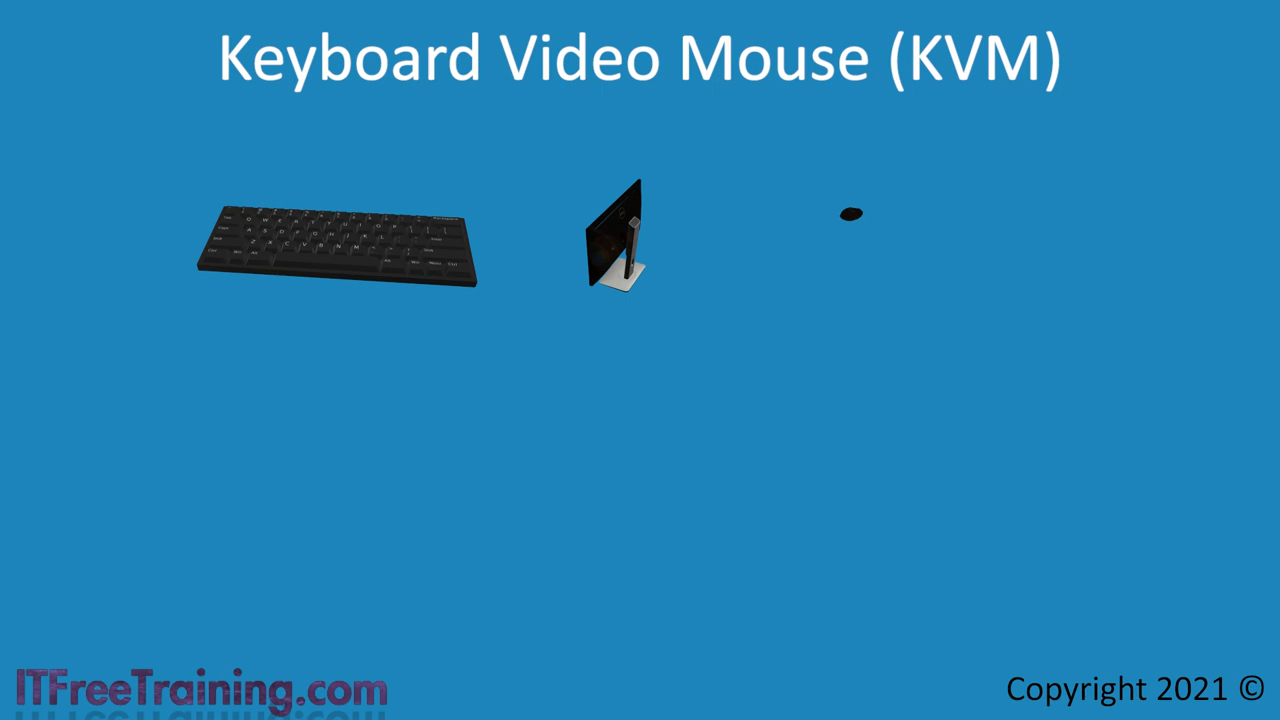 Keyboard Video Mouse (KVM)
Q W E R T Y U I O P
A S D F G H J K L
Z X C V B N M
ITFreeTraining.com
Copyright 2021 ©